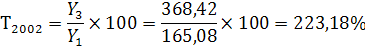 T₂₀₀₂ = Y₃/Y₁ × 100 = 368,42/165,08 × 100 = 223,18%